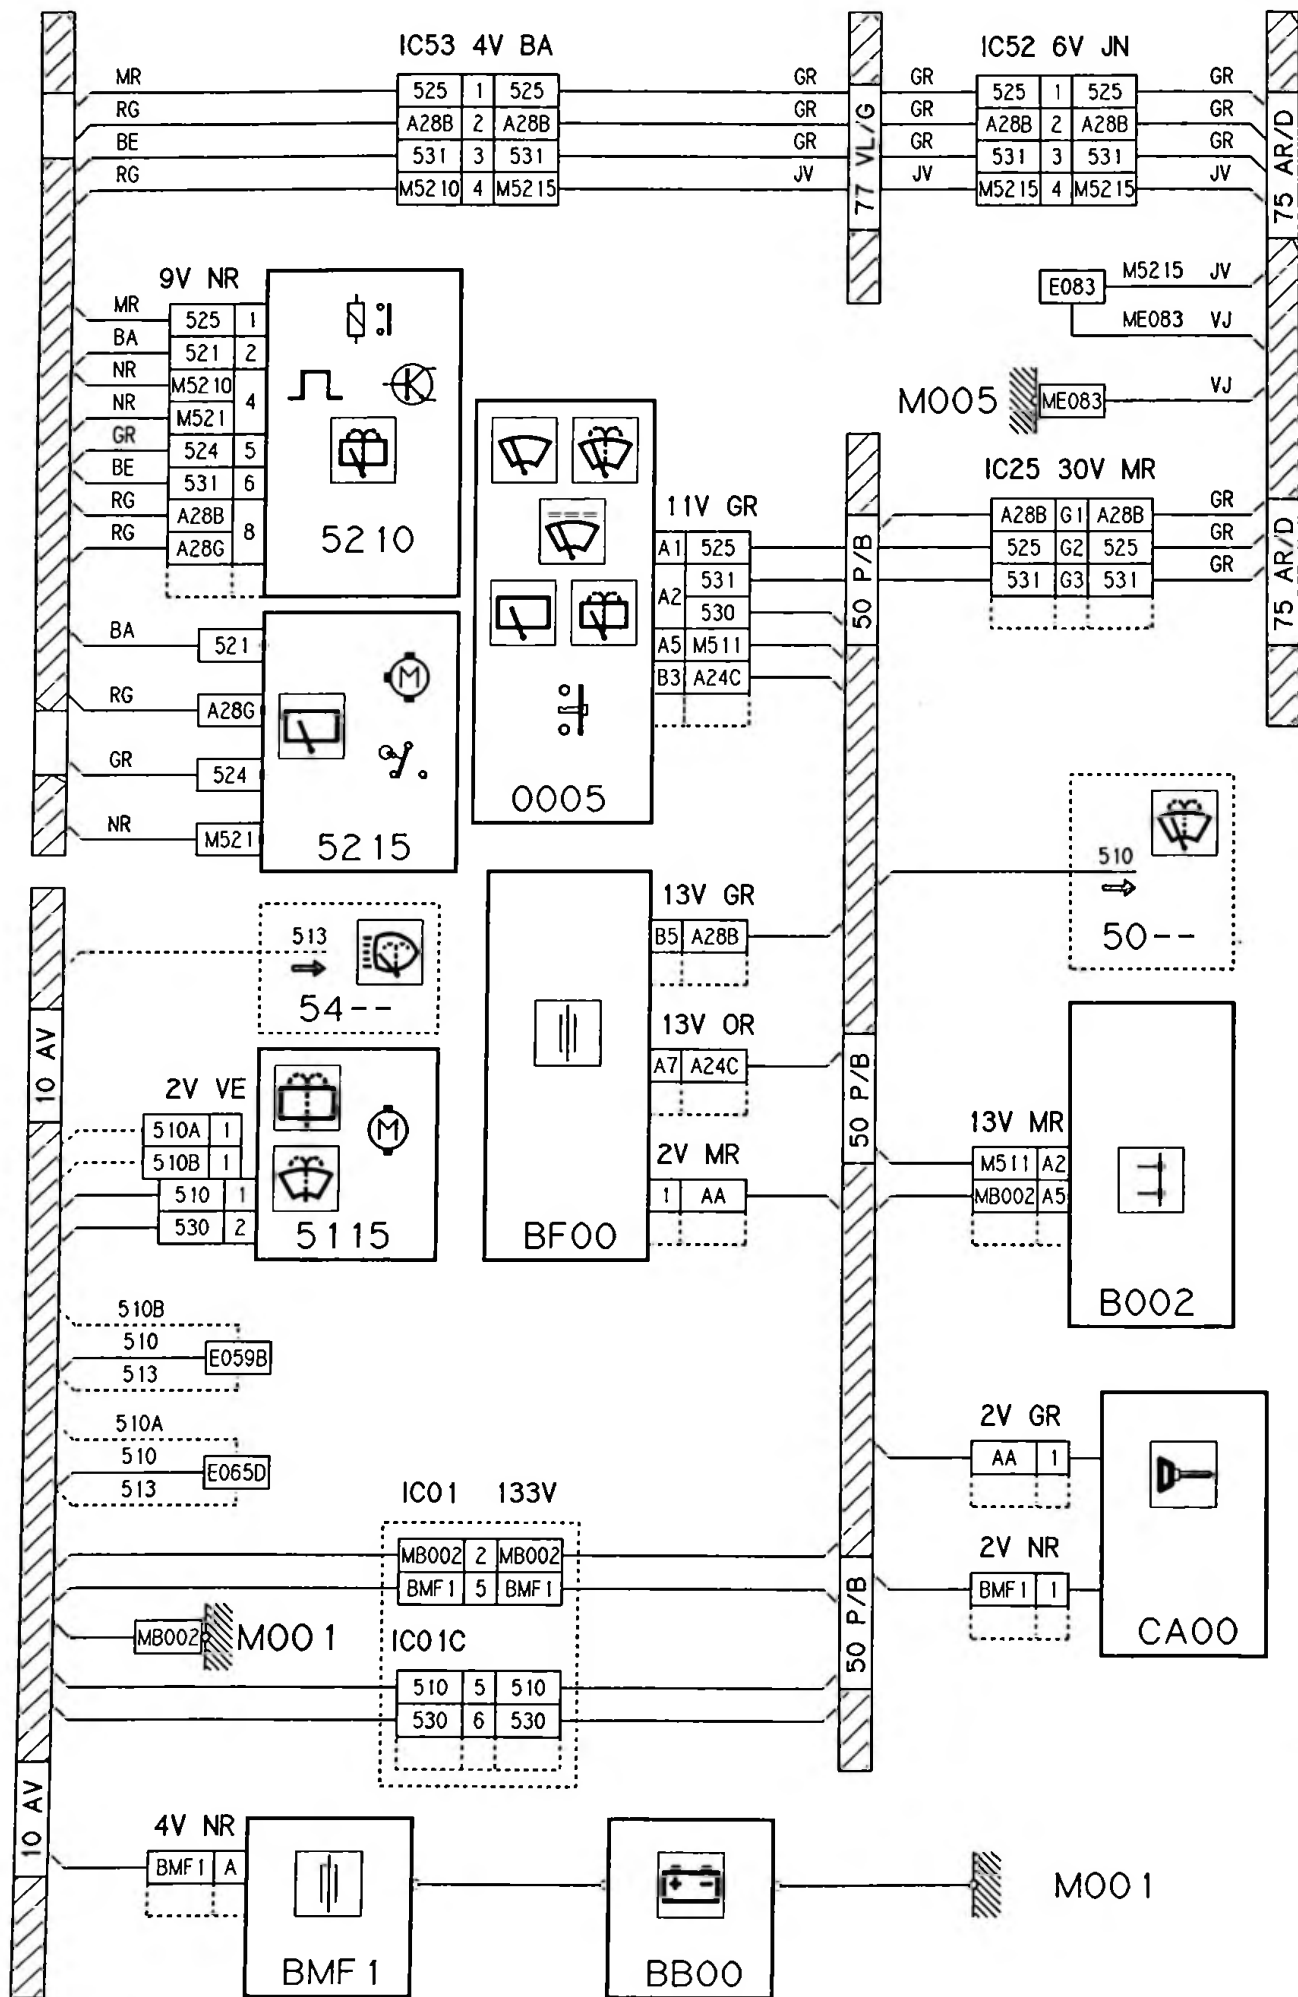 IC53 4V BA
IC52 6V JN
MR 525 1 525 GR GR 525 1 525 GR
RG A28B 2 A28B GR GR A28B 2 A28B GR
BE 531 3 531 GR GR 531 3 531 GR
RG M5210 4 M5215 JV JV M5215 4 M5215 JV
77 VL/G
75 AR/D
9V NR
MR 525 1
BA 521 2
NR M5210 4
NR M521
GR 524 5
BE 531 6
RG A28B 8
RG A28G
5210
E083 M5215 JV
ME083 VJ
M005 ME083 VJ
11V GR
A1 525
A2 531
530
A5 M511
B3 A24C
0005
50 P/B
IC25 30V MR
A28B G1 A28B GR
525 G2 525 GR
531 G3 531 GR
75 AR/D
BA 521
RG A28G
GR 524
NR M521
5215
M
510
50--
513
54--
10 AV
13V GR
B5 A28B
13V OR
A7 A24C
2V MR
1 AA
BF00
50 P/B
2V VE
510A 1
510B 1
510 1
530 2
5115
M
13V MR
M511 A2
MB002 A5
B002
510B
510 E059B
513
510A
510 E065D
513
2V GR
AA 1
2V NR
BMF1 1
CA00
IC01 133V
MB002 2 MB002
BMF1 5 BMF1
MB002 M001
IC01C
510 5 510
530 6 530
50 P/B
10 AV
4V NR
BMF1 A
BMF1
+ -
BB00
M001